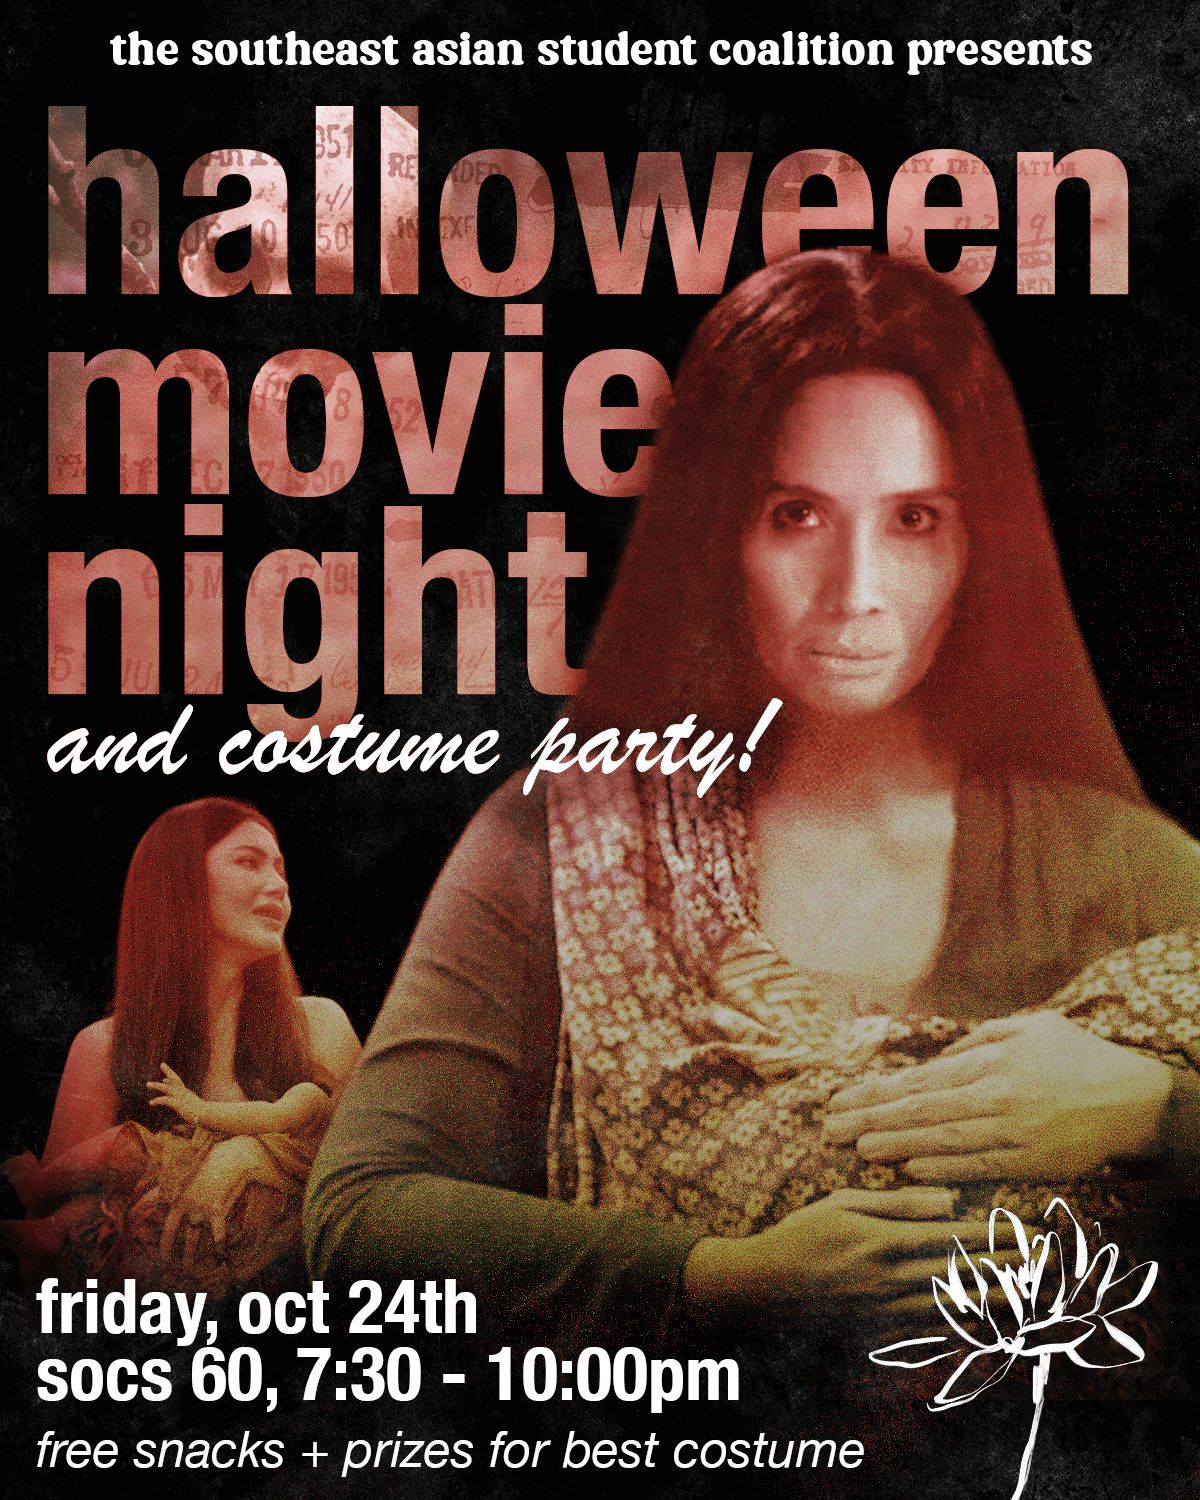 the southeast asian student coalition presents
halloween
movie
night
and costume party!
friday, oct 24th
socs 60, 7:30 - 10:00pm
free snacks + prizes for best costume